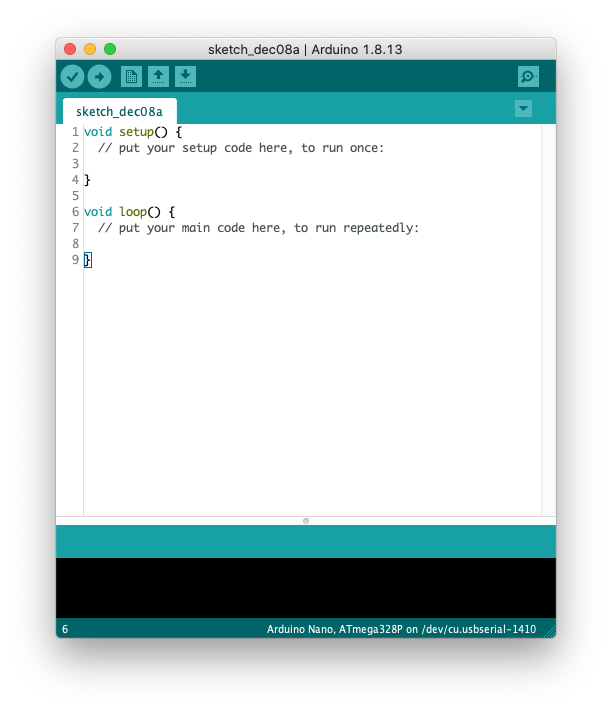 sketch_dec08a | Arduino 1.8.13
sketch_dec08a
1 void setup() {
2   // put your setup code here, to run once:
3
4 }
5
6 void loop() {
7   // put your main code here, to run repeatedly:
8
9 }
6 Arduino Nano, ATmega328P on /dev/cu.usbserial-1410